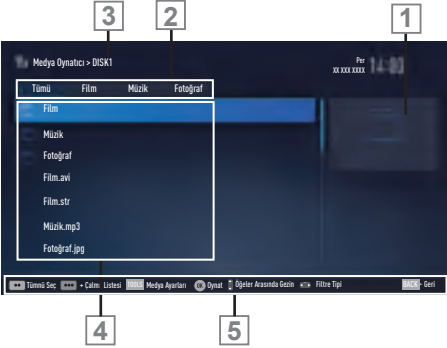 3 2 1
Medya Oynatıcı > DISK1
Per
xx xxx xxxx
14:03
Tümü Film Müzik Fotoğraf
Film
Müzik
Fotoğraf
Film.avi
Film.str
Müzik.mp3
Fotoğraf.jpg
Tümnü Seç + Çalma Listesi TOOLS Medya Ayarları OK Oynat Öğeler Arasında Gezin Filtre Tipi BACK - Geri
4 5